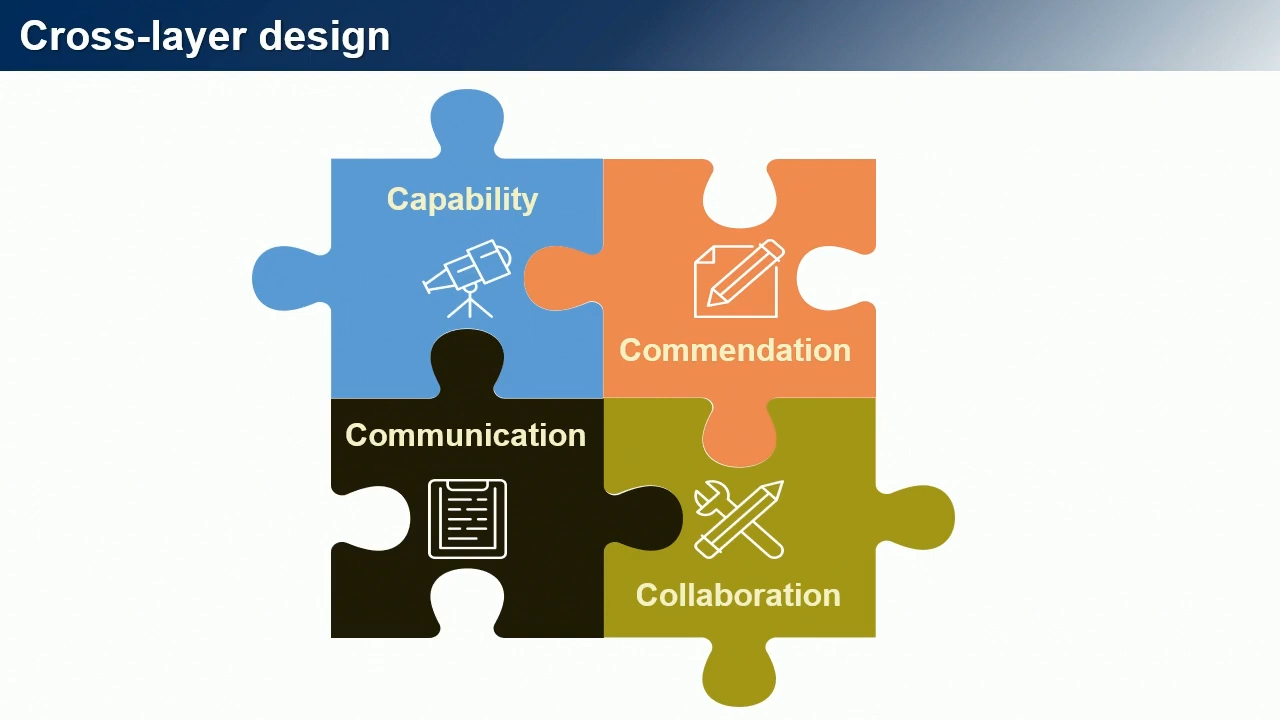 Cross-layer design
Capability
Commendation
Communication
Collaboration